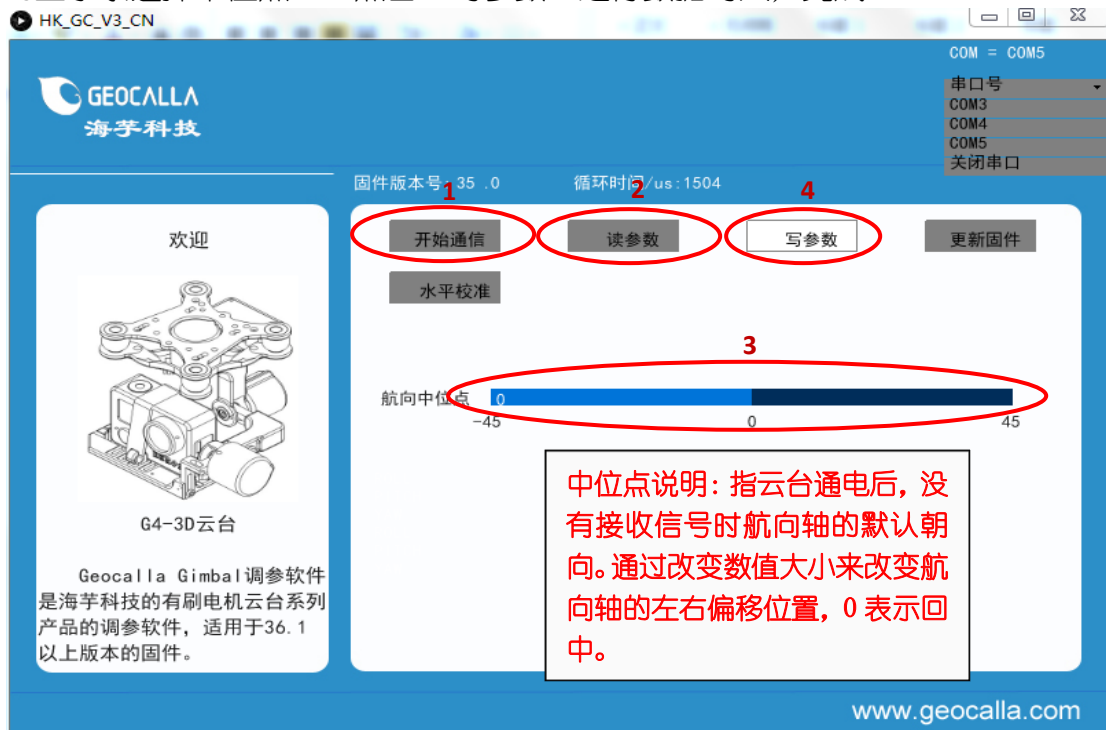 HK_GC_V3_CN
COM = COM5
GEOCALLA
海芋科技
串口号
COM3
COM4
COM5
关闭串口
固件版本号:35 .0 循环时间/us:1504
1 2 4
欢迎
开始通信 读参数 写参数 更新固件
水平校准
3
航向中位点 0
-45 0 45
中位点说明：指云台通电后，没
有接收信号时航向轴的默认朝
向。通过改变数值大小来改变航
向轴的左右偏移位置，0 表示回
中。
G4-3D云台
Geocalla Gimbal调参软件
是海芋科技的有刷电机云台系列
产品的调参软件，适用于36.1
以上版本的固件。
www.geocalla.com